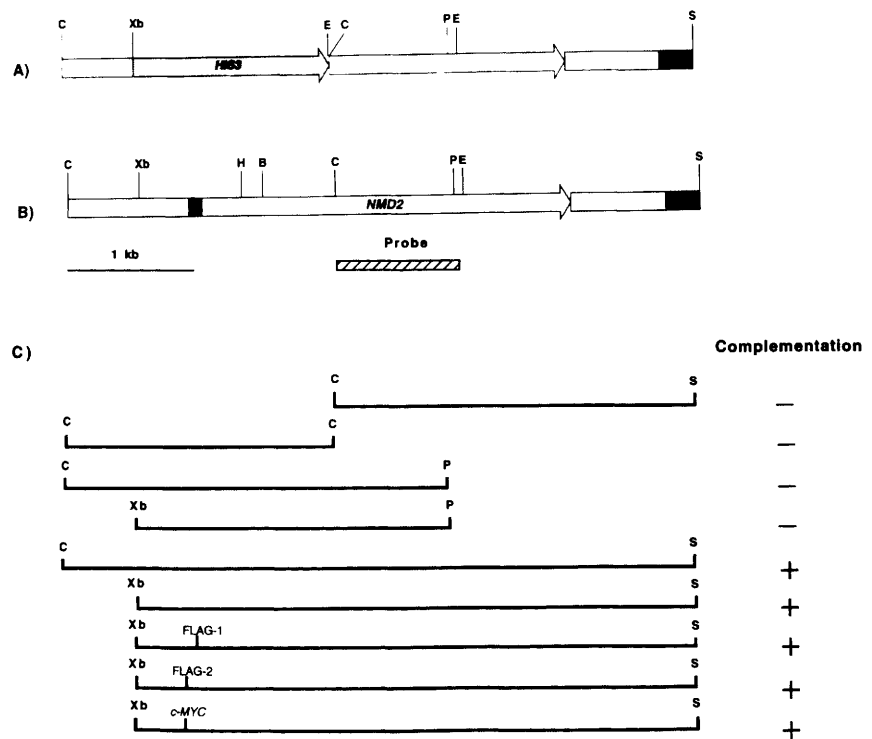 C Xb E C P E S
A) HIS3
C Xb H B C P E S
B) NMD2
1 kb Probe
C) Complementation
C S −
C C −
C P −
Xb P −
C S +
Xb S +
Xb FLAG-1 S +
Xb FLAG-2 S +
Xb c-MYC S +